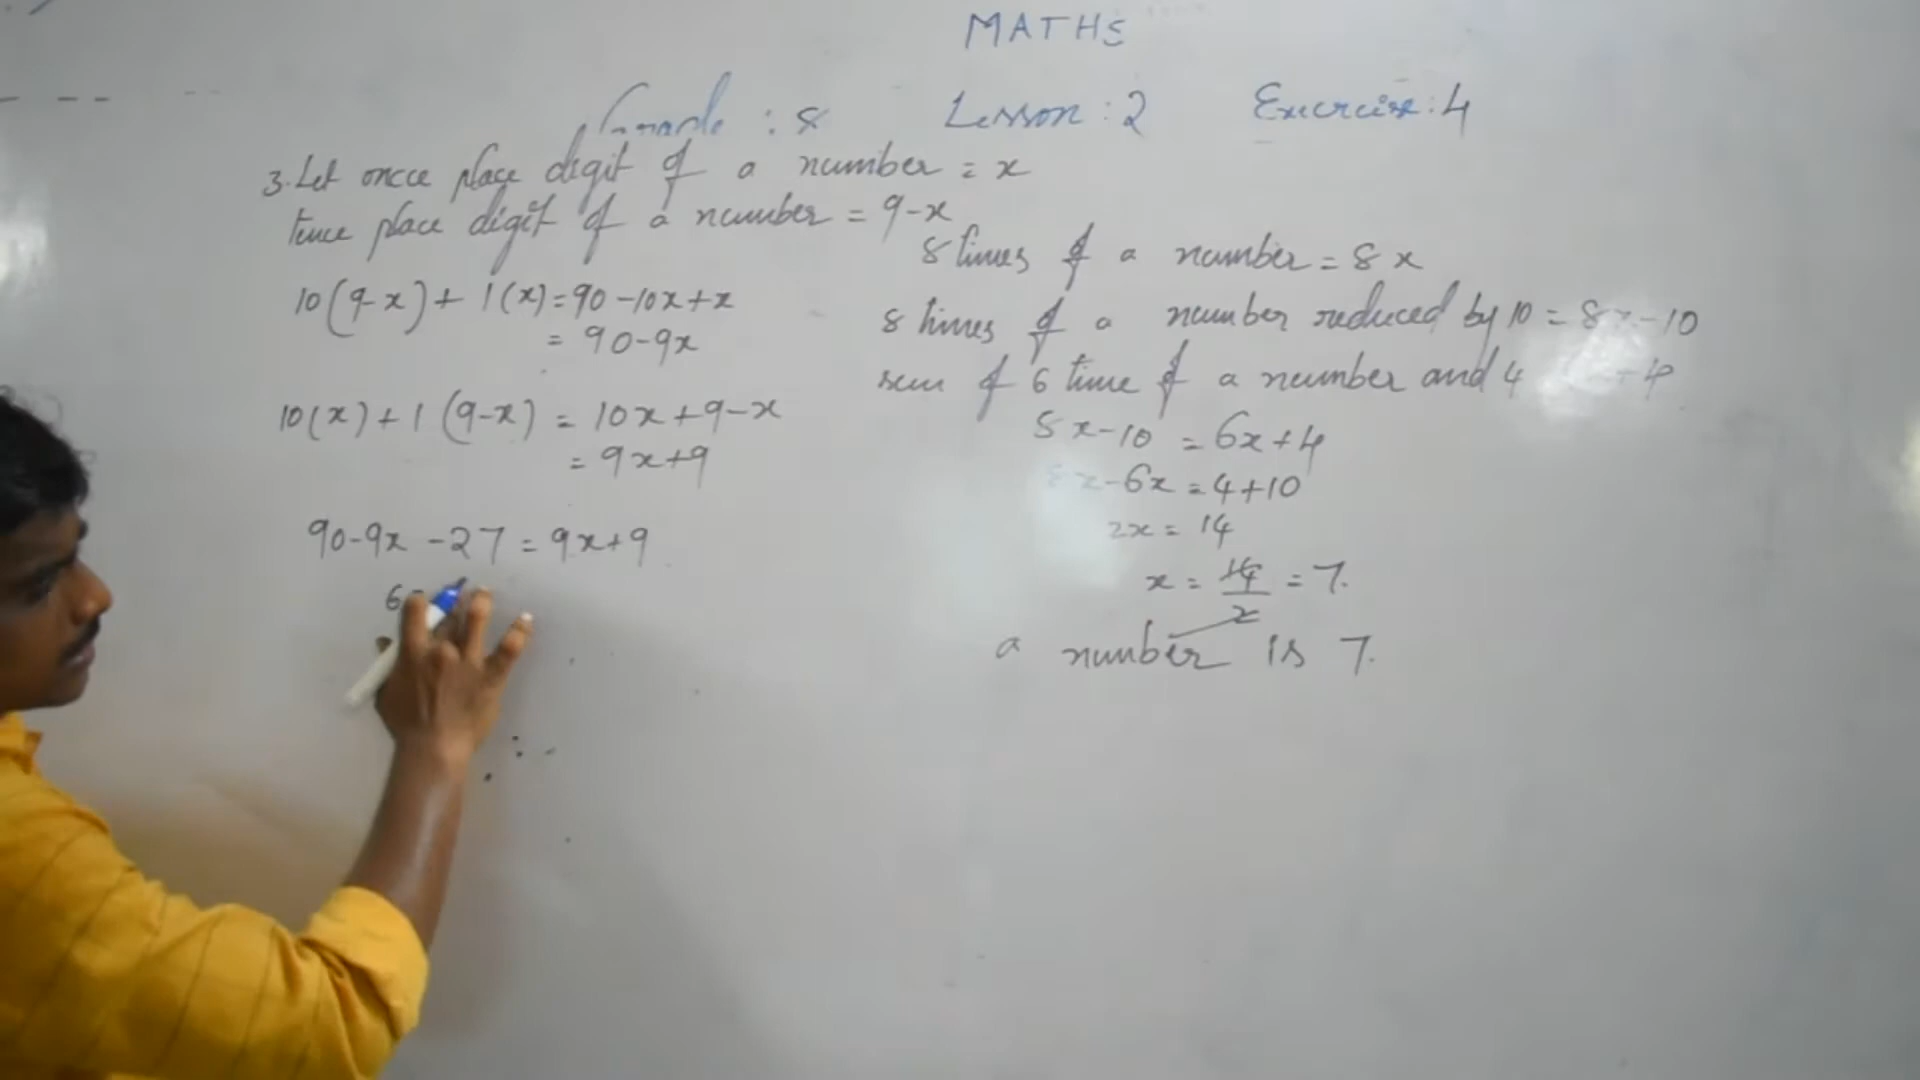 MATHS
Grade : 8 Lesson : 2 Exercise : 4
3. Let once place digit of a number = x
place digit of a number = 9-x
10(9-x) + 1(x) = 90-10x+x
= 90-9x
10(x) + 1(9-x) = 10x+9-x
= 9x+9
90-9x -27 = 9x+9
6
8 times of a number = 8x
8 times of a number reduced by 10 = 8x-10
sum of 6 time of a number and 4 +4
8x-10 = 6x+4
8x-6x = 4+10
2x = 14
x = 14/2 = 7.
a number is 7.